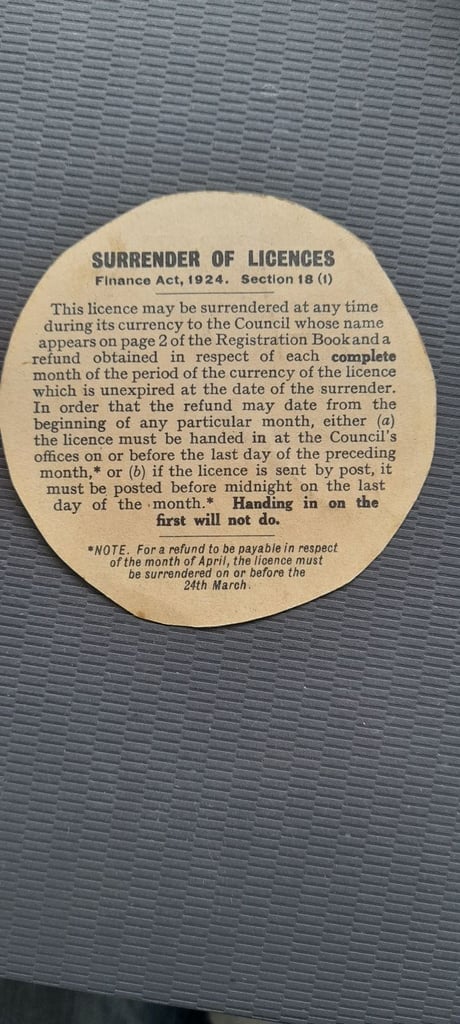 SURRENDER OF LICENCES
Finance Act, 1924. Section 18 (1)
This licence may be surrendered at any time
during its currency to the Council whose name
appears on page 2 of the Registration Book and a
refund obtained in respect of each complete
month of the period of the currency of the licence
which is unexpired at the date of the surrender.
In order that the refund may date from the
beginning of any particular month, either (a)
the licence must be handed in at the Council's
offices on or before the last day of the preceding
month,* or (b) if the licence is sent by post, it
must be posted before midnight on the last
day of the month.* Handing in on the
first will not do.
*NOTE. For a refund to be payable in respect
of the month of April, the licence must
be surrendered on or before the
24th March.